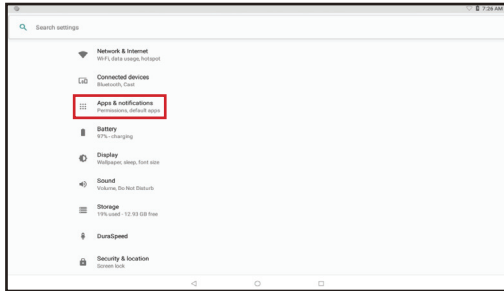 7:26 AM
Search settings
Network & Internet
Wi-Fi, data usage, hotspot
Connected devices
Bluetooth, Cast
Apps & notifications
Permissions, default apps
Battery
97% - charging
Display
Wallpaper, sleep, font size
Sound
Volume, Do Not Disturb
Storage
19% used - 12.93 GB free
DuraSpeed
Security & location
Screen lock